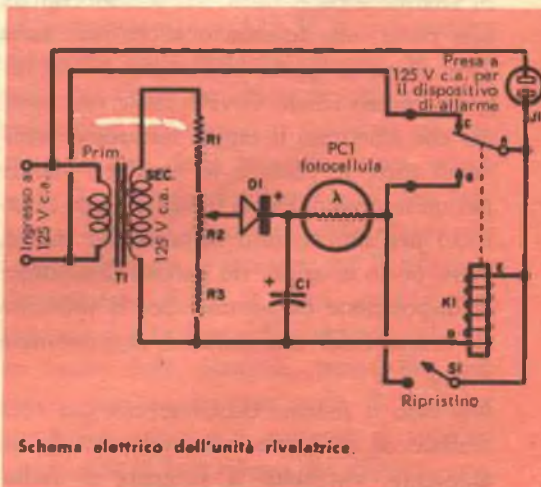 Presa a
125 V c.a. per
il dispositivo
di allarme
J1
C
A
B
Ingresso a
125 V c.a.
Prim.
T1
SEC.
125 V c.a.
R1
R2
R3
D1
+
C1
+
PC1
fotocellula
λ
K1
E
S1
Ripristino
Schema elettrico dell'unità rivelatrice.